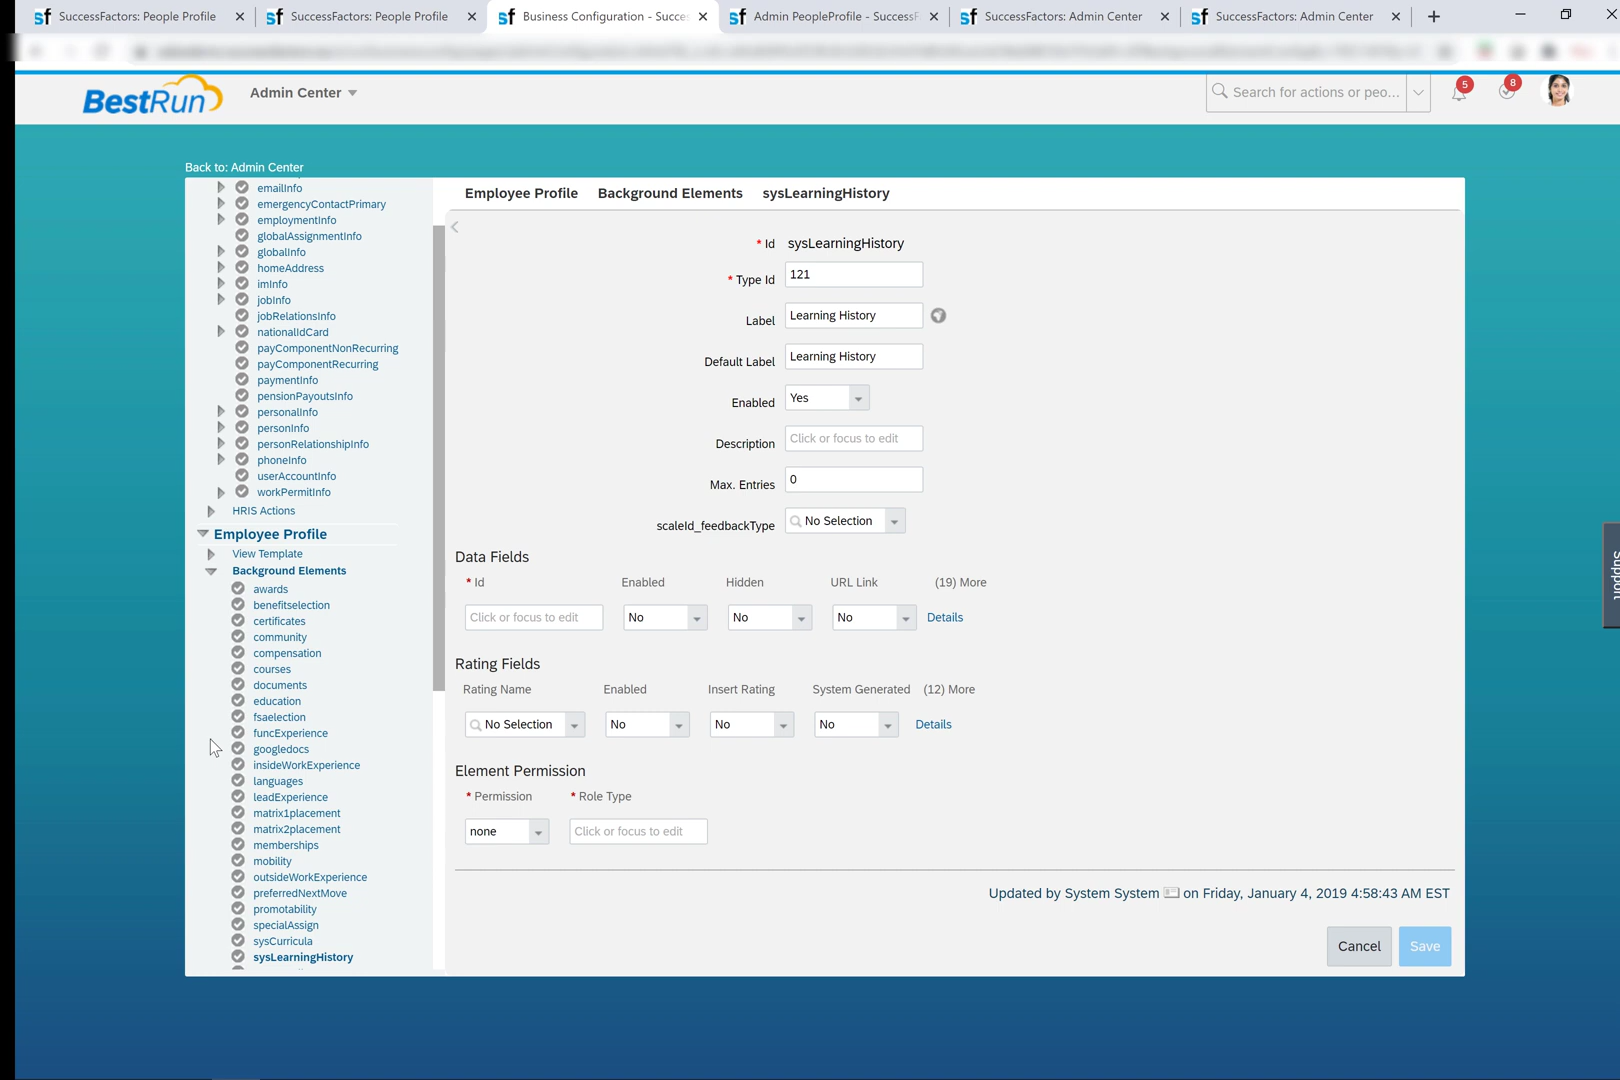 SuccessFactors: People Profile
SuccessFactors: People Profile
Business Configuration - Succes
Admin PeopleProfile - SuccessF
SuccessFactors: Admin Center
SuccessFactors: Admin Center
BestRun
Admin Center
Search for actions or peo...
5
8
Back to: Admin Center
emailInfo
emergencyContactPrimary
employmentInfo
globalAssignmentInfo
globalInfo
homeAddress
imInfo
jobInfo
jobRelationsInfo
nationalIdCard
payComponentNonRecurring
payComponentRecurring
paymentInfo
pensionPayoutsInfo
personalInfo
personInfo
personRelationshipInfo
phoneInfo
userAccountInfo
workPermitInfo
HRIS Actions
Employee Profile
View Template
Background Elements
awards
benefitselection
certificates
community
compensation
courses
documents
education
fsaelection
funcExperience
googledocs
insideWorkExperience
languages
leadExperience
matrix1placement
matrix2placement
memberships
mobility
outsideWorkExperience
preferredNextMove
promotability
specialAssign
sysCurricula
sysLearningHistory
Employee Profile Background Elements sysLearningHistory
* Id sysLearningHistory
* Type Id 121
Label Learning History
Default Label Learning History
Enabled Yes
Description Click or focus to edit
Max. Entries 0
scaleId_feedbackType No Selection
Data Fields
* Id Enabled Hidden URL Link (19) More
Click or focus to edit No No No Details
Rating Fields
Rating Name Enabled Insert Rating System Generated (12) More
No Selection No No No Details
Element Permission
* Permission * Role Type
none Click or focus to edit
Updated by System System on Friday, January 4, 2019 4:58:43 AM EST
Cancel Save
Support